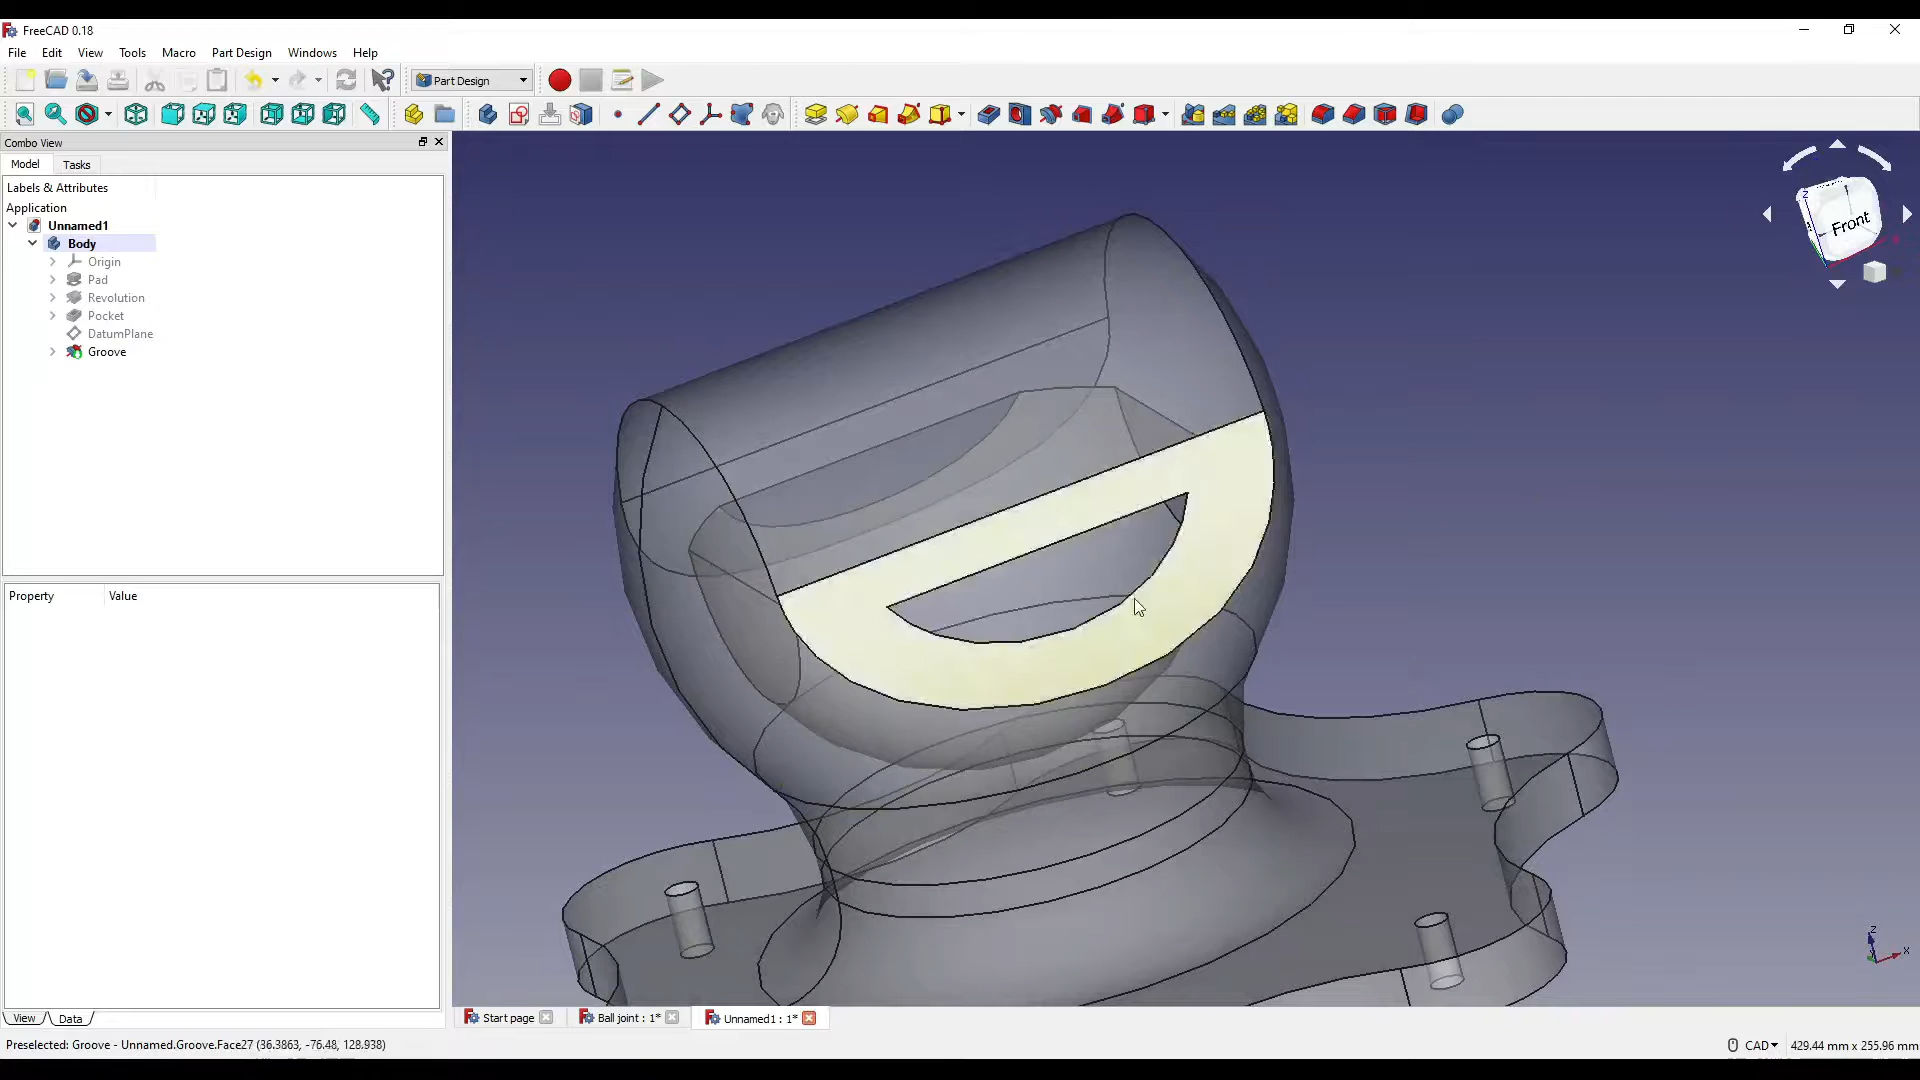 FreeCAD 0.18
File Edit View Tools Macro Part Design Windows Help
Part Design
Combo View
Model Tasks
Labels & Attributes
Application
Unnamed1
Body
Origin
Pad
Revolution
Pocket
DatumPlane
Groove
Property Value
View Data
Front
Z
Z
X
Start page Ball joint : 1* Unnamed1 : 1*
Preselected: Groove - Unnamed.Groove.Face27 (36.3863, -76.48, 128.938)
CAD 429.44 mm x 255.96 mm